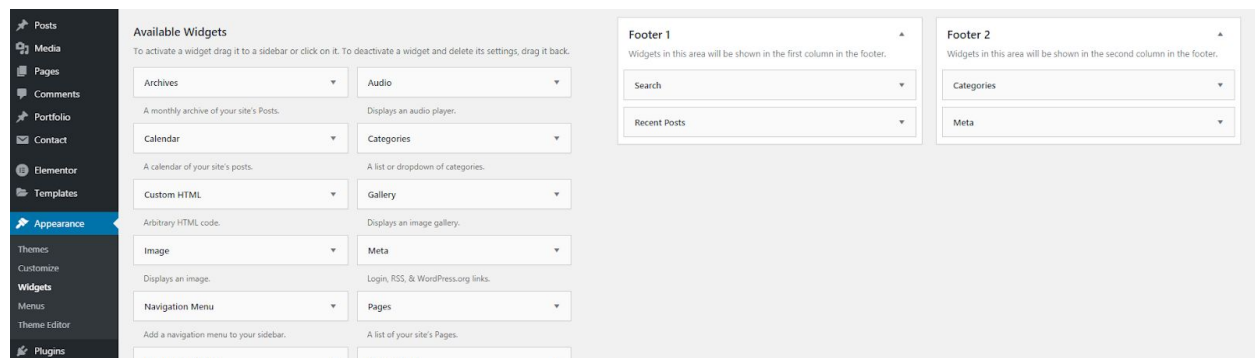 Posts
Media
Pages
Comments
Portfolio
Contact
Elementor
Templates
Appearance
Themes
Customize
Widgets
Menus
Theme Editor
Plugins
Available Widgets
To activate a widget drag it to a sidebar or click on it. To deactivate a widget and delete its settings, drag it back.
Archives
A monthly archive of your site's Posts.
Audio
Displays an audio player.
Calendar
A calendar of your site's posts.
Categories
A list or dropdown of categories.
Custom HTML
Arbitrary HTML code.
Gallery
Displays an image gallery.
Image
Displays an image.
Meta
Login, RSS, & WordPress.org links.
Navigation Menu
Add a navigation menu to your sidebar.
Pages
A list of your site's Pages.
Footer 1
Widgets in this area will be shown in the first column in the footer.
Search
Recent Posts
Footer 2
Widgets in this area will be shown in the second column in the footer.
Categories
Meta